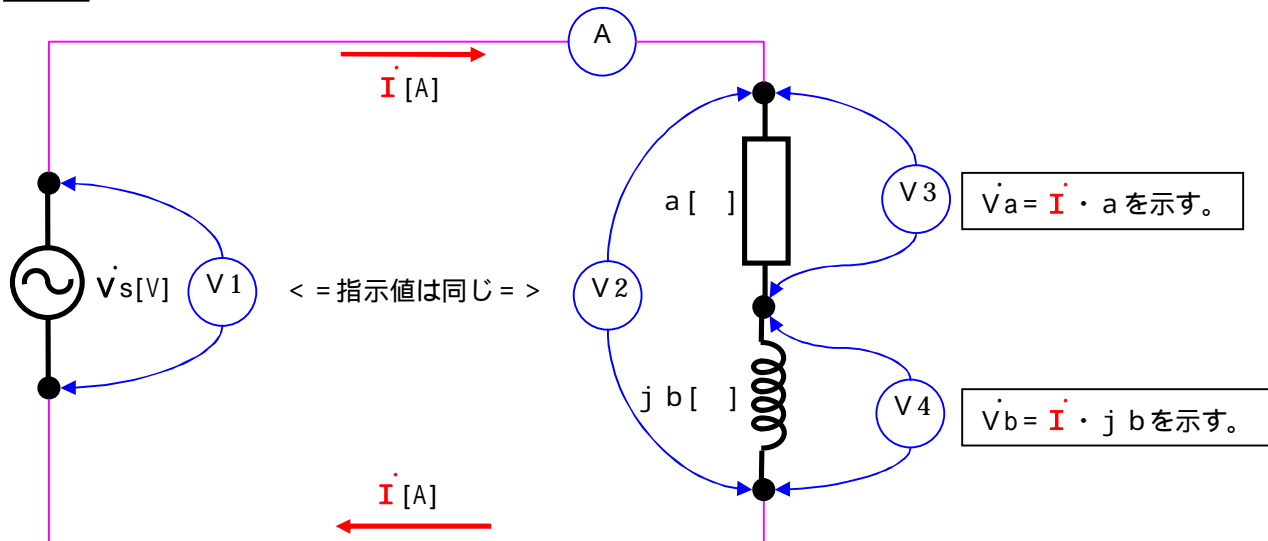 A
İ[A]
a[ ]
V3
V̇a= İ ・ aを示す。
V̇s[V]
V1
< =指示値は同じ= >
V2
jb[ ]
V4
V̇b= İ ・ jbを示す。
İ[A]